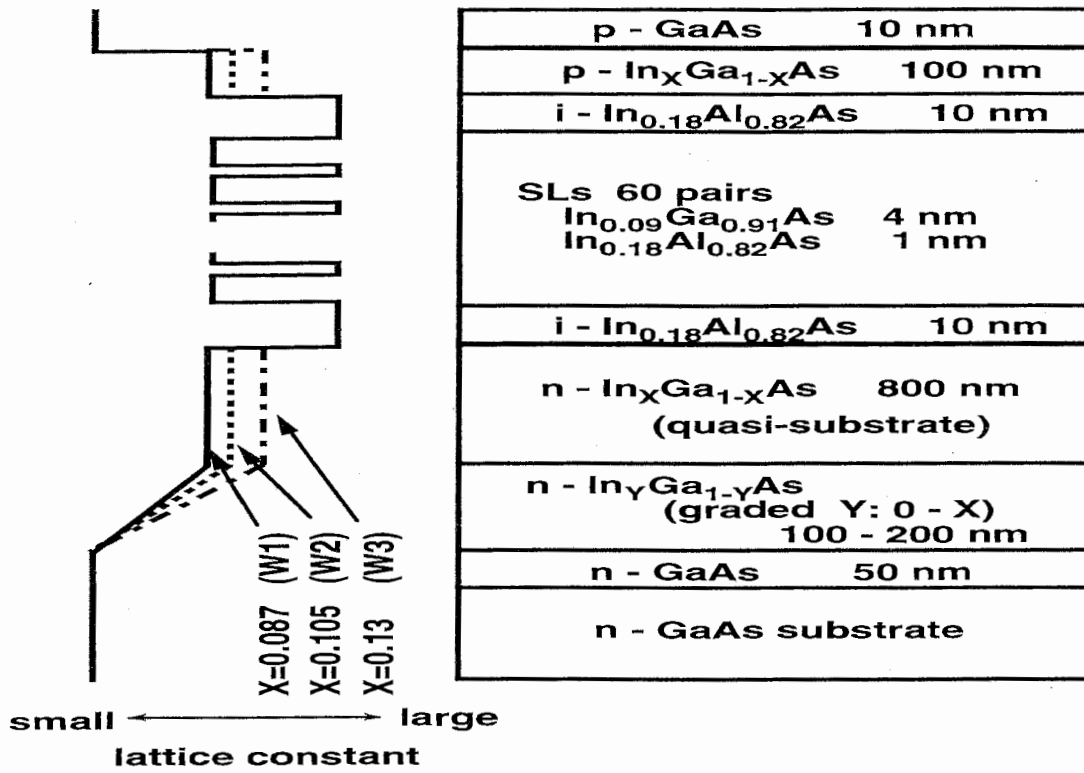 p - GaAs 10 nm
p - InXGa1-XAs 100 nm
i - In0.18Al0.82As 10 nm
SLs 60 pairs
In0.09Ga0.91As 4 nm
In0.18Al0.82As 1 nm
i - In0.18Al0.82As 10 nm
n - InXGa1-XAs 800 nm
(quasi-substrate)
n - InYGa1-YAs
(graded Y: 0 - X)
100 - 200 nm
n - GaAs 50 nm
n - GaAs substrate
X=0.087 (W1)
X=0.105 (W2)
X=0.13 (W3)
small large
lattice constant